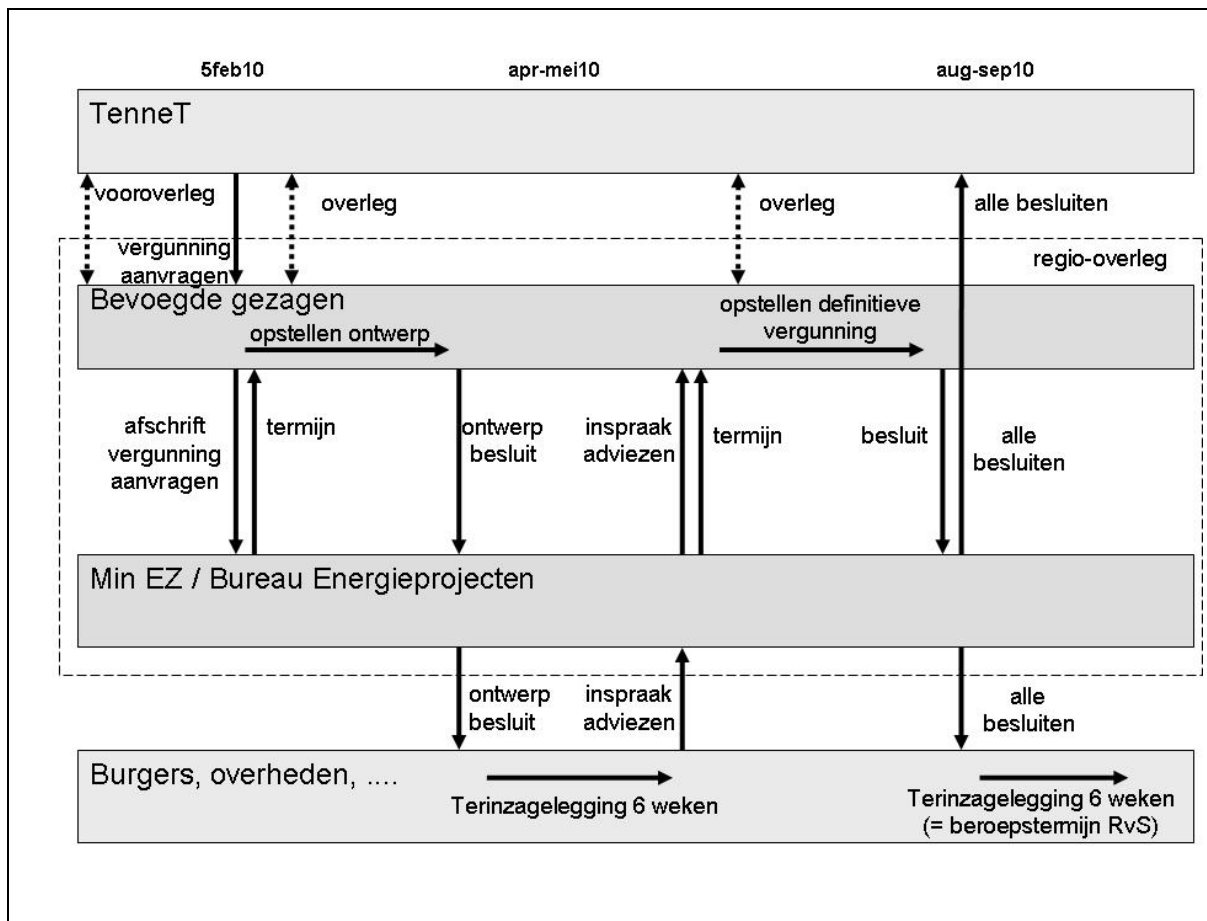 5feb10 apr-mei10 aug-sep10
TenneT
vooroverleg
overleg
overleg
alle besluiten
vergunning
aanvragen
regio-overleg
Bevoegde gezagen
opstellen ontwerp
opstellen definitieve
vergunning
afschrift
vergunning
aanvragen
termijn
ontwerp
besluit
inspraak
adviezen
termijn
besluit
alle
besluiten
Min EZ / Bureau Energieprojecten
ontwerp
besluit
inspraak
adviezen
alle
besluiten
Burgers, overheden, ....
Terinzagelegging 6 weken
Terinzagelegging 6 weken
(= beroepstermijn RvS)